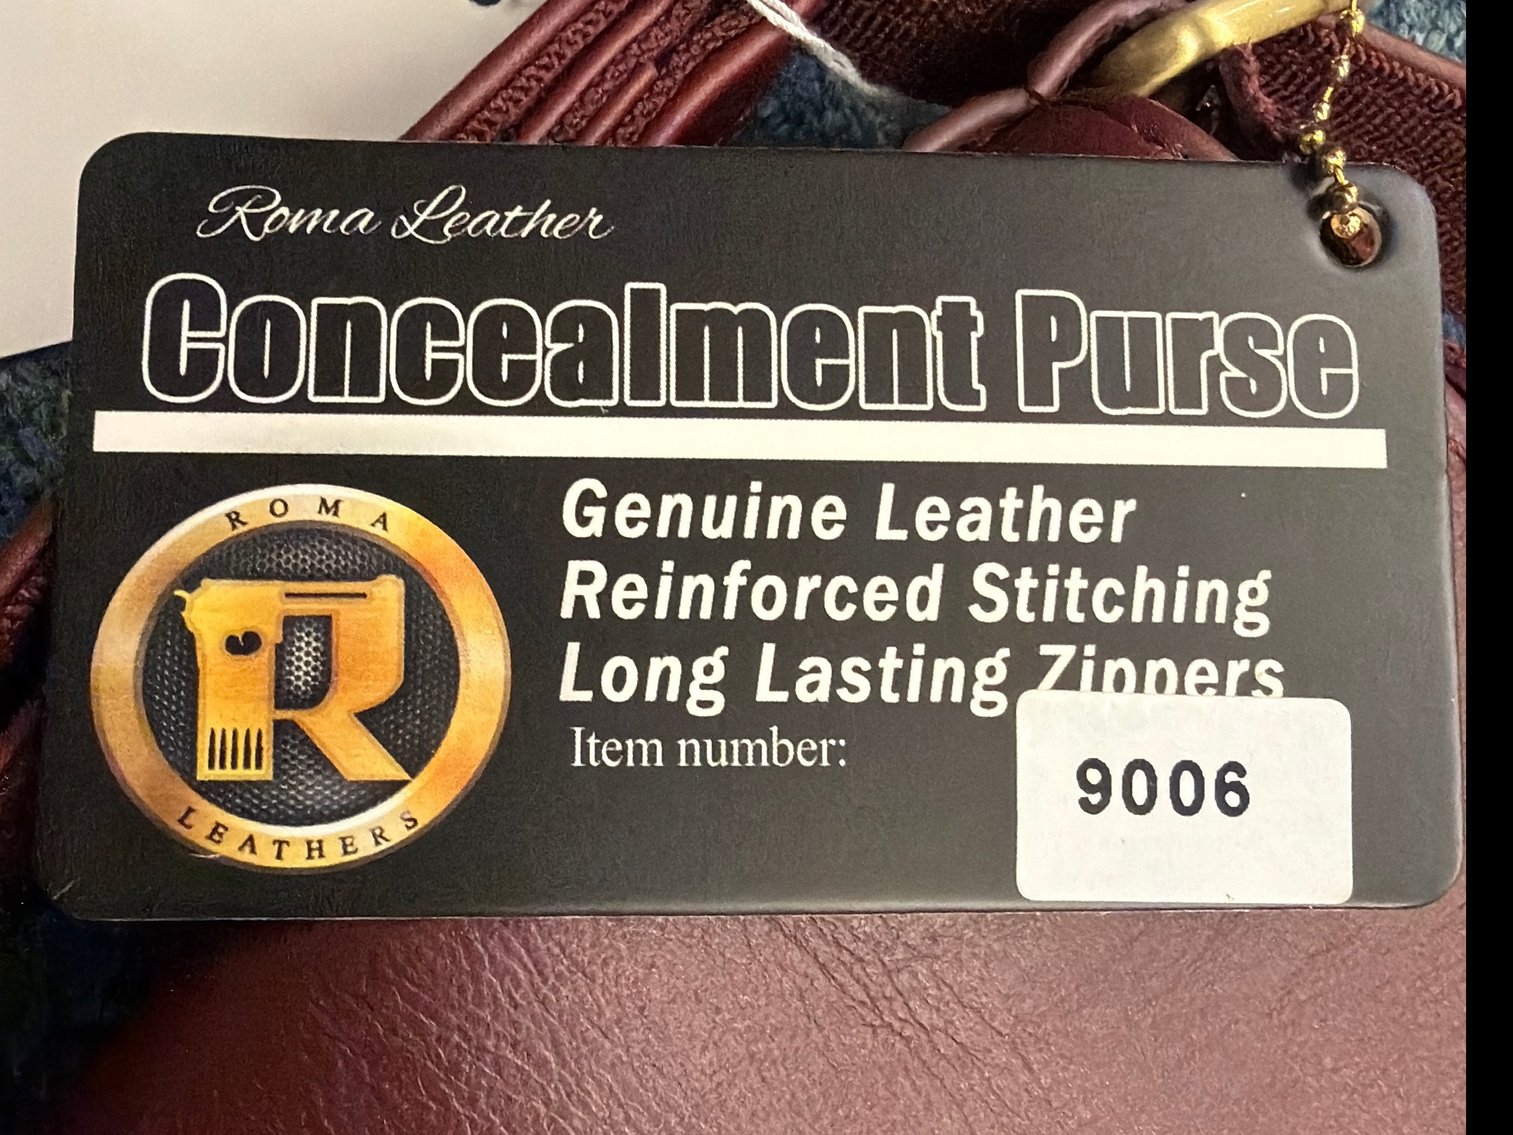 Roma Leather
Concealment Purse
ROMA
R
LEATHERS
Genuine Leather
Reinforced Stitching
Long Lasting Zippers
Item number:
9006